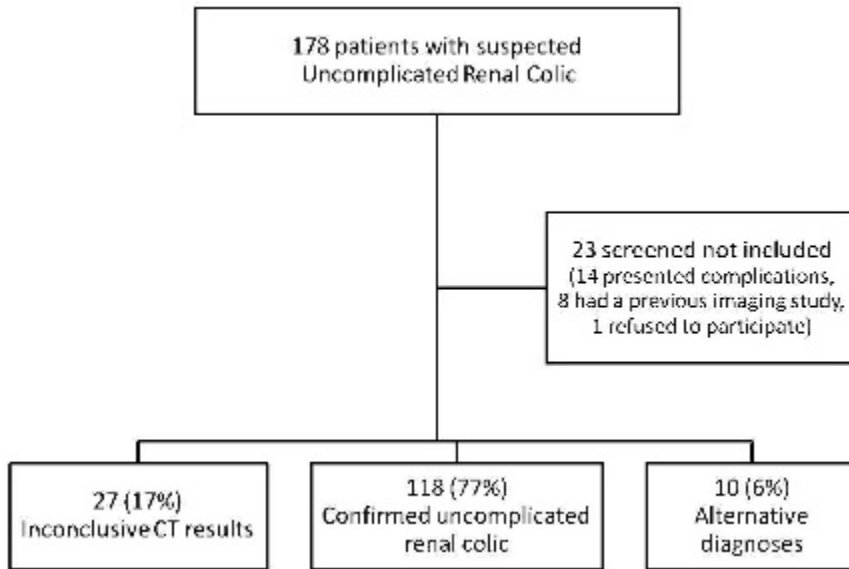 178 patients with suspected
Uncomplicated Renal Colic
23 screened not included
(14 presented complications,
8 had a previous imaging study,
1 refused to participate)
27 (17%)
Inconclusive CT results
118 (77%)
Confirmed uncomplicated
renal colic
10 (6%)
Alternative
diagnoses